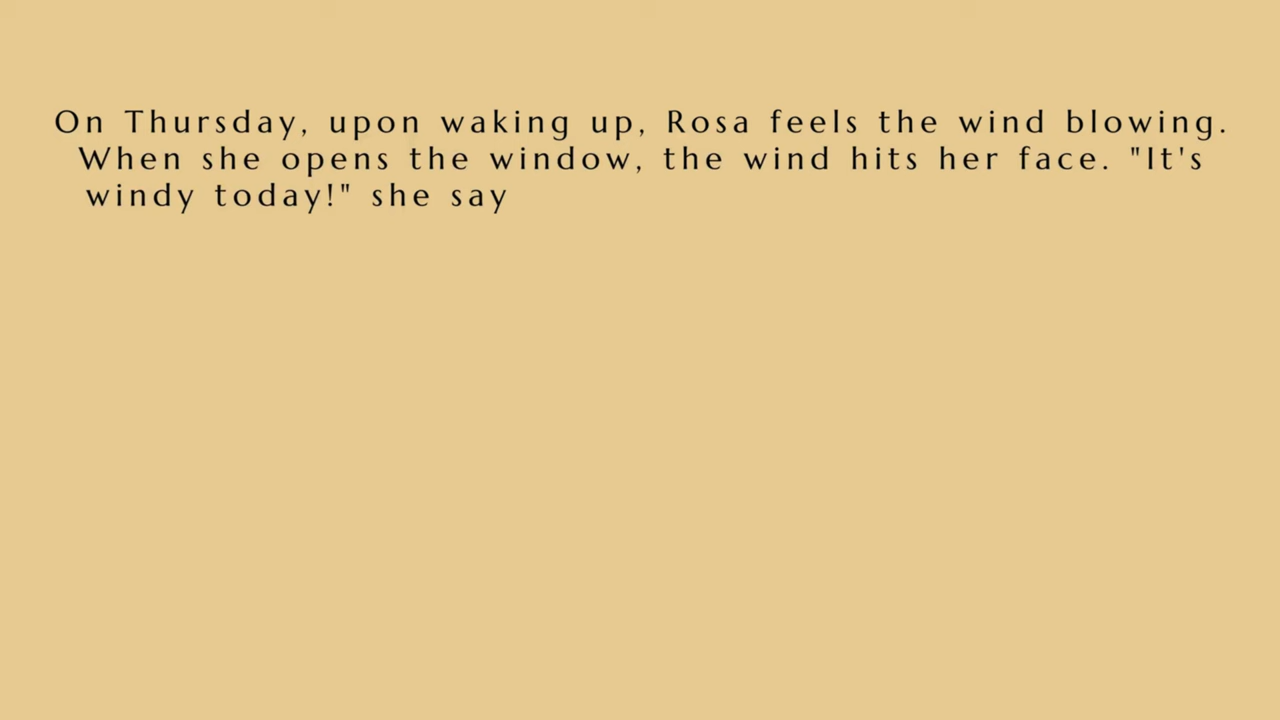 On Thursday, upon waking up, Rosa feels the wind blowing.
When she opens the window, the wind hits her face. "It's
windy today!" she say